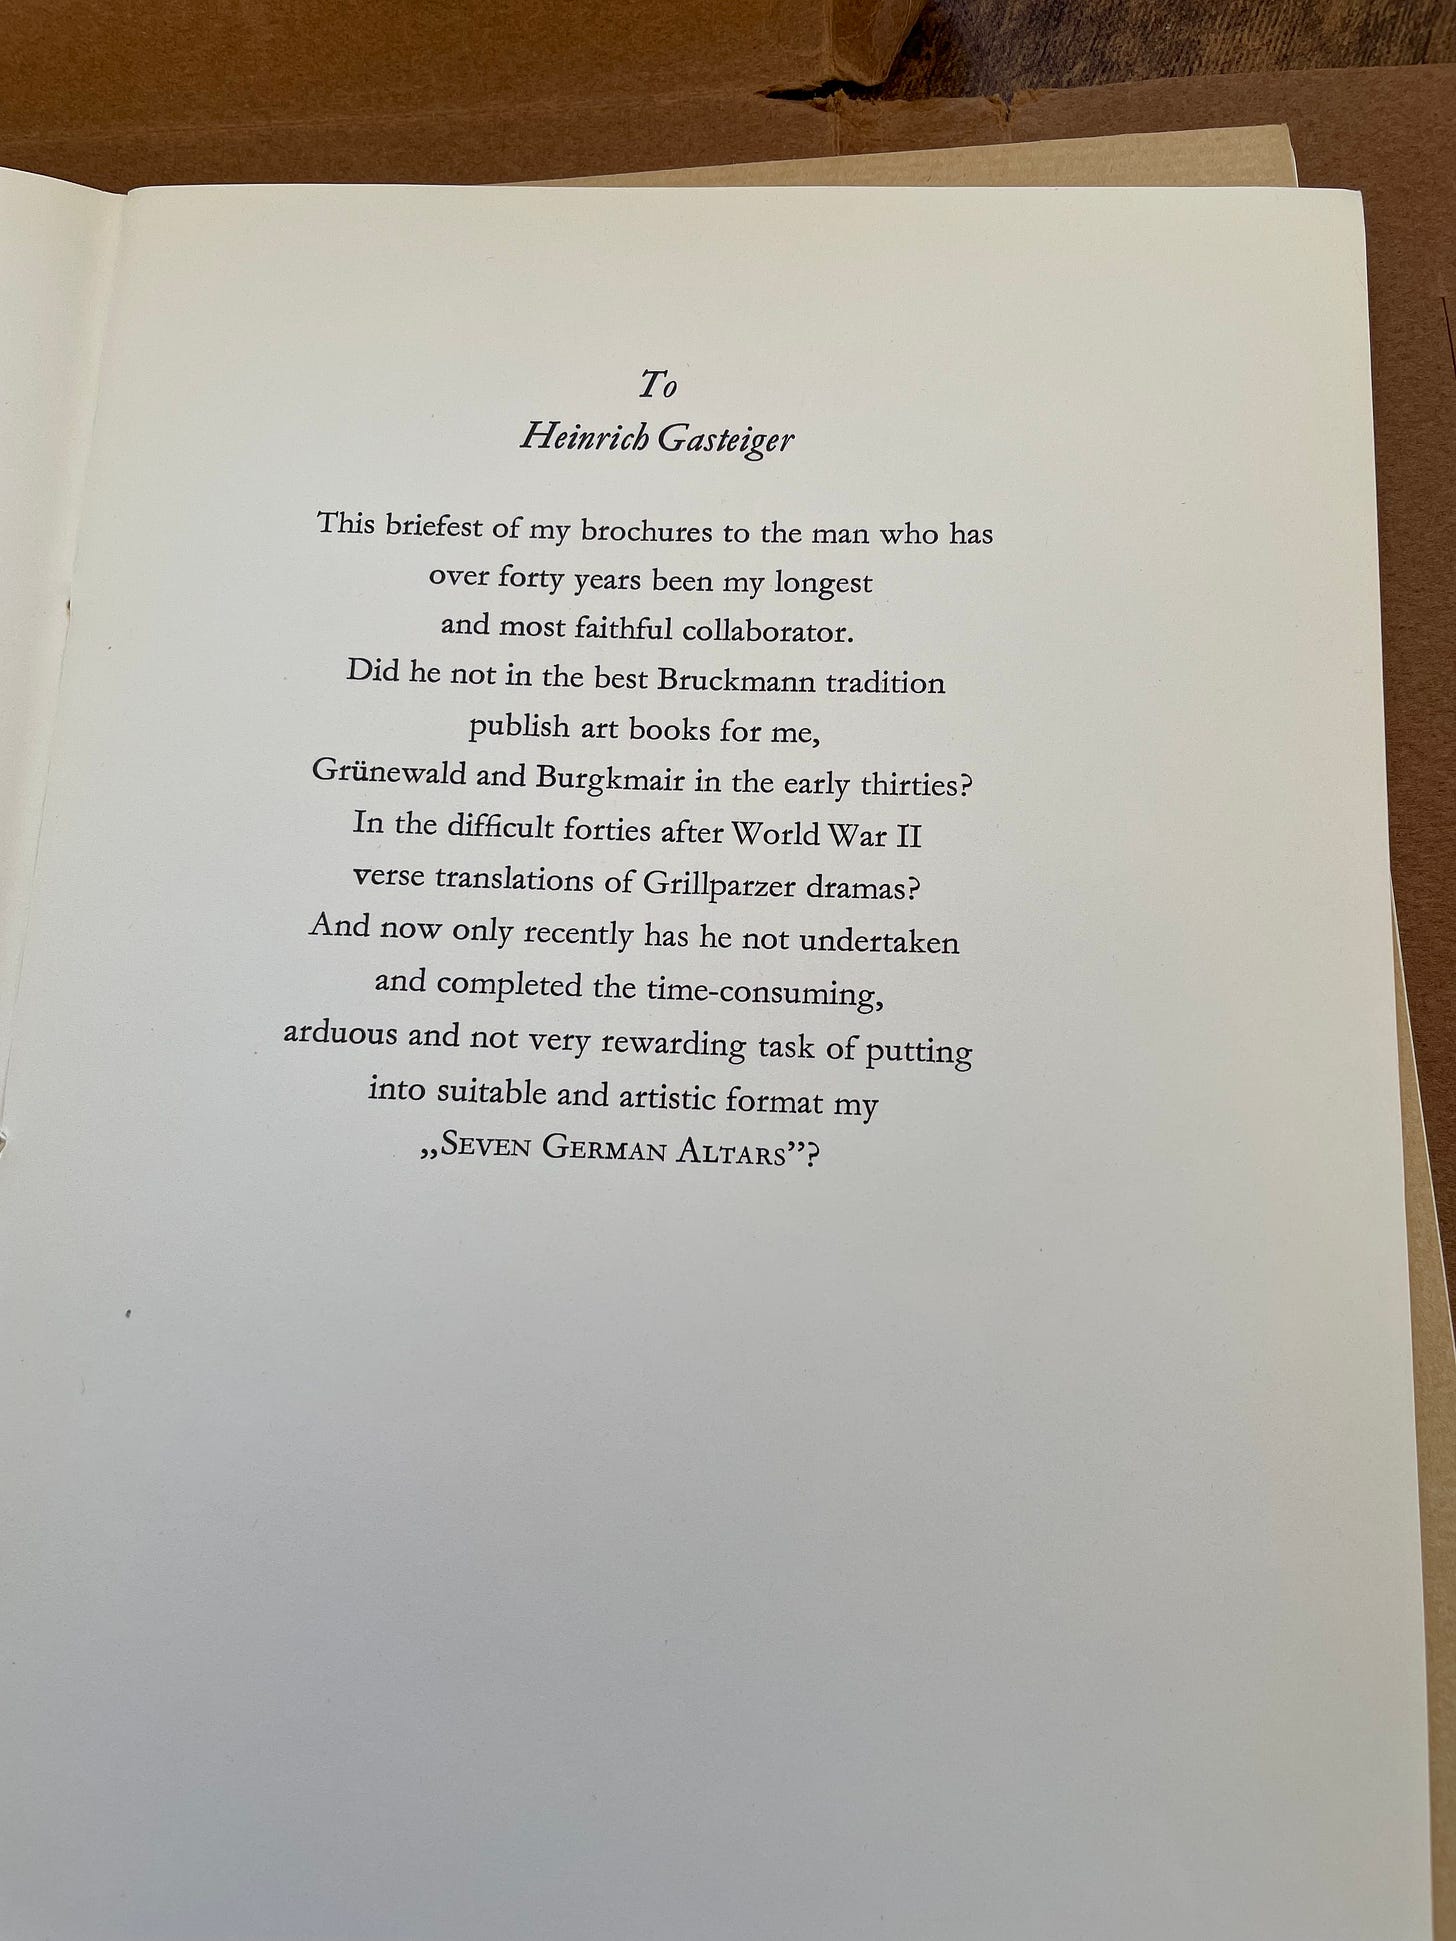 To
Heinrich Gasteiger
This briefest of my brochures to the man who has
over forty years been my longest
and most faithful collaborator.
Did he not in the best Bruckmann tradition
publish art books for me,
Grünewald and Burgkmair in the early thirties?
In the difficult forties after World War II
verse translations of Grillparzer dramas?
And now only recently has he not undertaken
and completed the time-consuming,
arduous and not very rewarding task of putting
into suitable and artistic format my
„SEVEN GERMAN ALTARS”?